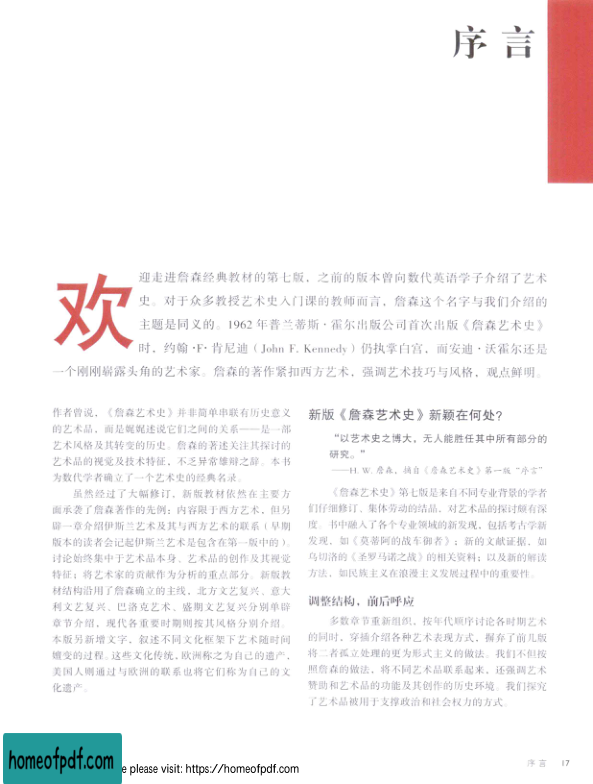 序言
欢
迎走进詹森经典教材的第七版，之前的版本曾向数代英语学子介绍了艺术
史。对于众多教授艺术史入门课的教师而言，詹森这个名字与我们介绍的
主题是同义的。1962 年普兰蒂斯·霍尔出版公司首次出版《詹森艺术史》
时，约翰·F·肯尼迪（John F. Kennedy）仍执掌白宫，而安迪·沃霍尔还是
一个刚刚崭露头角的艺术家。詹森的著作紧扣西方艺术，强调艺术技巧与风格，观点鲜明。
作者曾说，《詹森艺术史》并非简单串联有历史意义
的艺术品，而是娓娓述说它们之间的关系——是一部
艺术风格及其转变的历史。詹森的著述关注其探讨的
艺术品的视觉及技术特征，不乏异常雄辩之辞。本书
为数代学者确立了一个艺术史的经典名录。
虽然经过了大幅修订，新版教材依然在主要方
面承袭了詹森著作的先例：内容限于西方艺术，但另
辟一章介绍伊斯兰艺术及其与西方艺术的联系（早期
版本的读者会记起伊斯兰艺术是包含在第一版中的）。
讨论始终集中于艺术品本身、艺术品的创作及其视觉
特征；将艺术家的贡献作为分析的重点部分。新版教
材结构沿用了詹森确立的主线，北方文艺复兴、意大
利文艺复兴、巴洛克艺术、盛期文艺复兴分别单辟
章节介绍，现代各重要时期则按其风格分别介绍。
本版另新增文字，叙述不同文化框架下艺术随时间
嬗变的过程。这些文化传统，欧洲称之为自己的遗产，
美国人则通过与欧洲的联系也将它们称为自己的文
化遗产。
新版《詹森艺术史》新颖在何处？
“以艺术史之博大，无人能胜任其中所有部分的
研究。“
——H. W. 詹森，摘自《詹森艺术史》第一版“序言”
《詹森艺术史》第七版是来自不同专业背景的学者
们仔细修订、集体劳动的结晶，对艺术品的探讨颇有深
度。书中融入了各个专业领域的新发现，包括考古学新
发现，如《莫蒂阿的战车御者》；新的文献证据，如
乌切洛的《圣罗马诺之战》的相关资料；以及新的解读
方法，如民族主义在浪漫主义发展过程中的重要性。
调整结构，前后呼应
多数章节重新组织，按年代顺序讨论各时期艺术
的同时，穿插介绍各种艺术表现方式，摒弃了前几版
将二者孤立处理的更为形式主义的做法。我们不但按
照詹森的做法，将不同艺术品联系起来，还强调艺术
赞助和艺术品的功能及其创作的历史环境。我们探究
了艺术品被用于支撑政治和社会权力的方式。
序言 17
homeofpdf.com
e please visit: https://homeofpdf.com